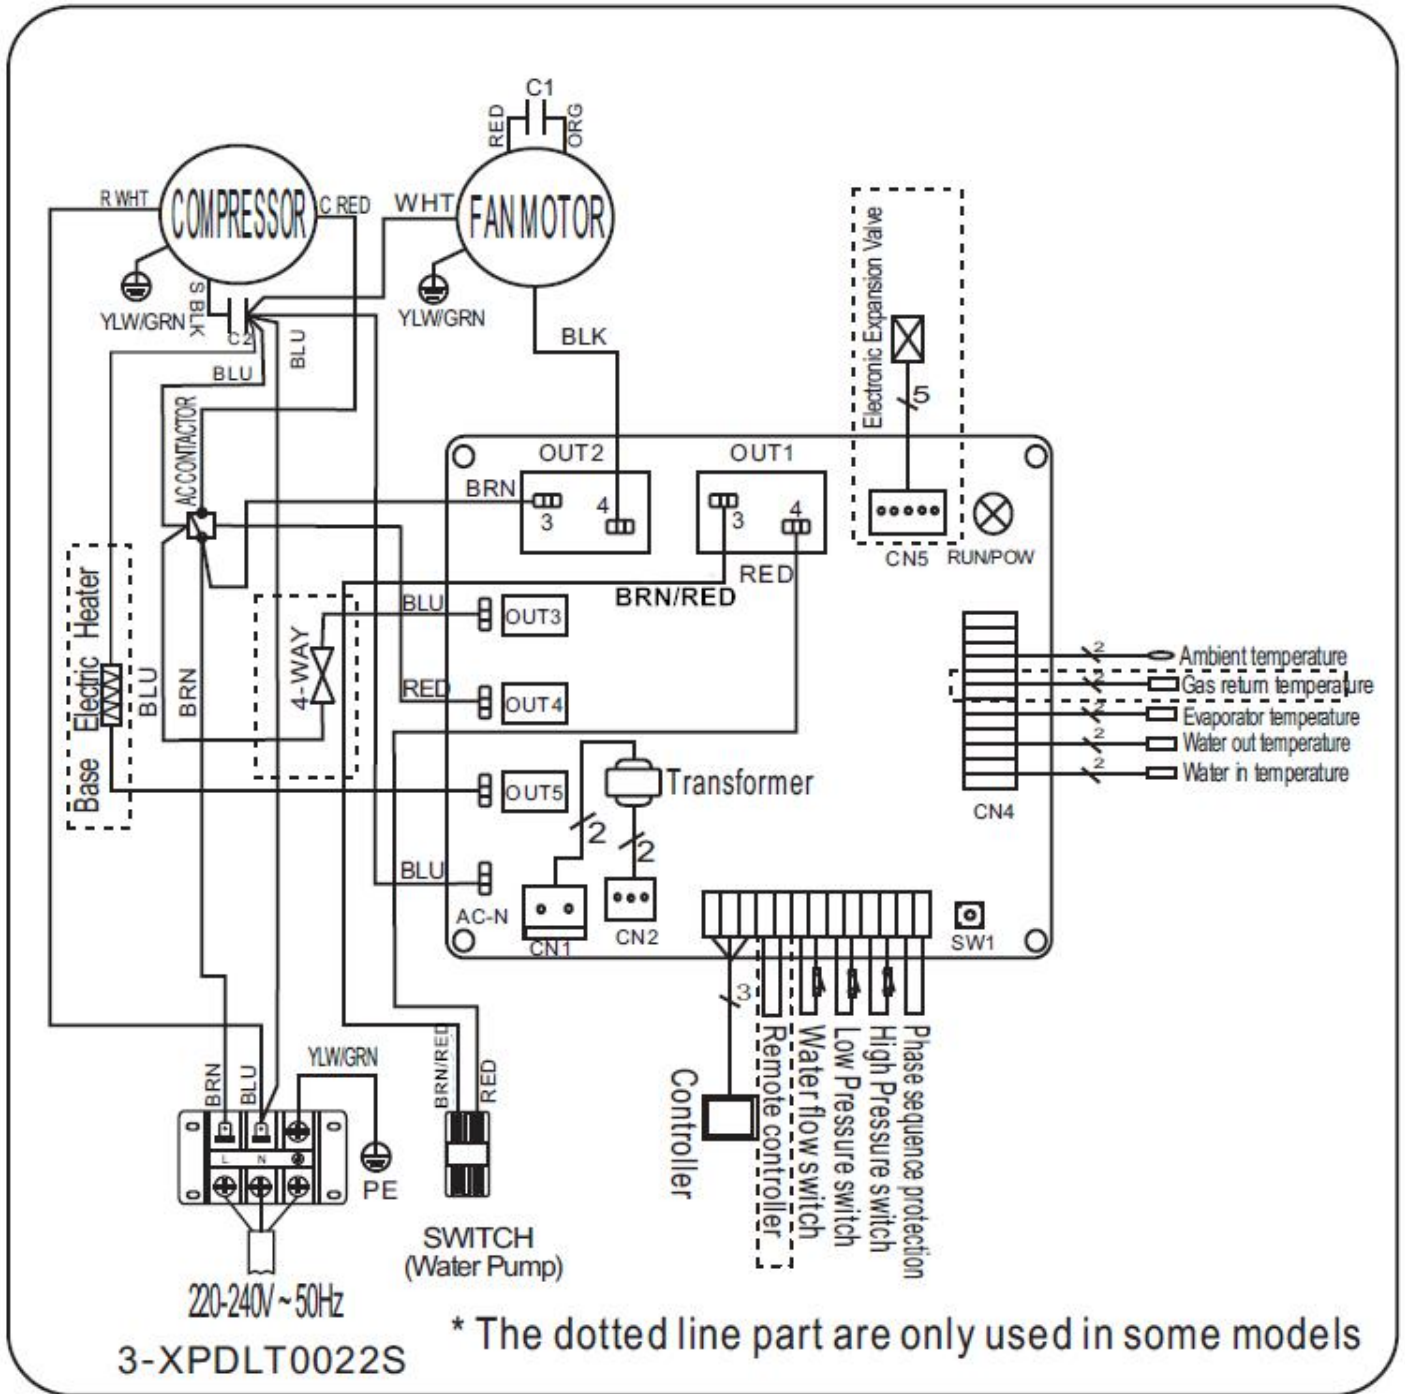 C1
RED
ORG
R WHT
COMPRESSOR
C RED
WHT
FAN MOTOR
YLW/GRN
S BLK
C2
BLU
BLU
YLW/GRN
BLK
Electronic Expansion Valve
5
AC CONTACTOR
OUT2
OUT1
BRN
3
4
3
4
CN5
RUN/POW
RED
BRN/RED
BLU
OUT3
Base Electric Heater
BLU
BRN
4-WAY
RED
OUT4
2
Ambient temperature
2
Gas return temperature
2
Evaporator temperature
2
Water out temperature
2
Water in temperature
CN4
Transformer
OUT5
2
2
BLU
AC-N
CN1
CN2
SW1
3
Controller
Remote controller
Water flow switch
Low Pressure switch
High Pressure switch
Phase sequence protection
BRN
BLU
YLW/GRN
BRN/RED
RED
L
N
PE
SWITCH
(Water Pump)
220-240V ~ 50Hz
3-XPDLT0022S
* The dotted line part are only used in some models